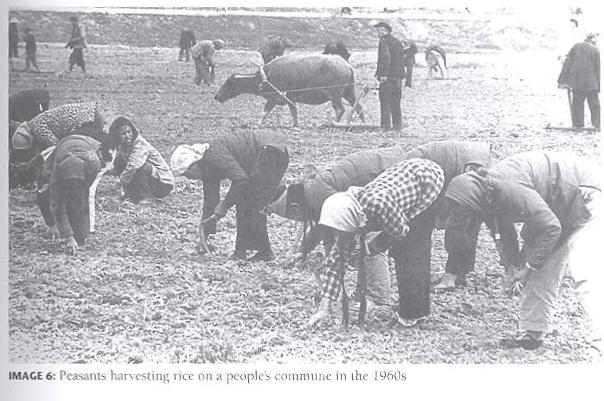 IMAGE 6: Peasants harvesting rice on a people's commune in the 1960s